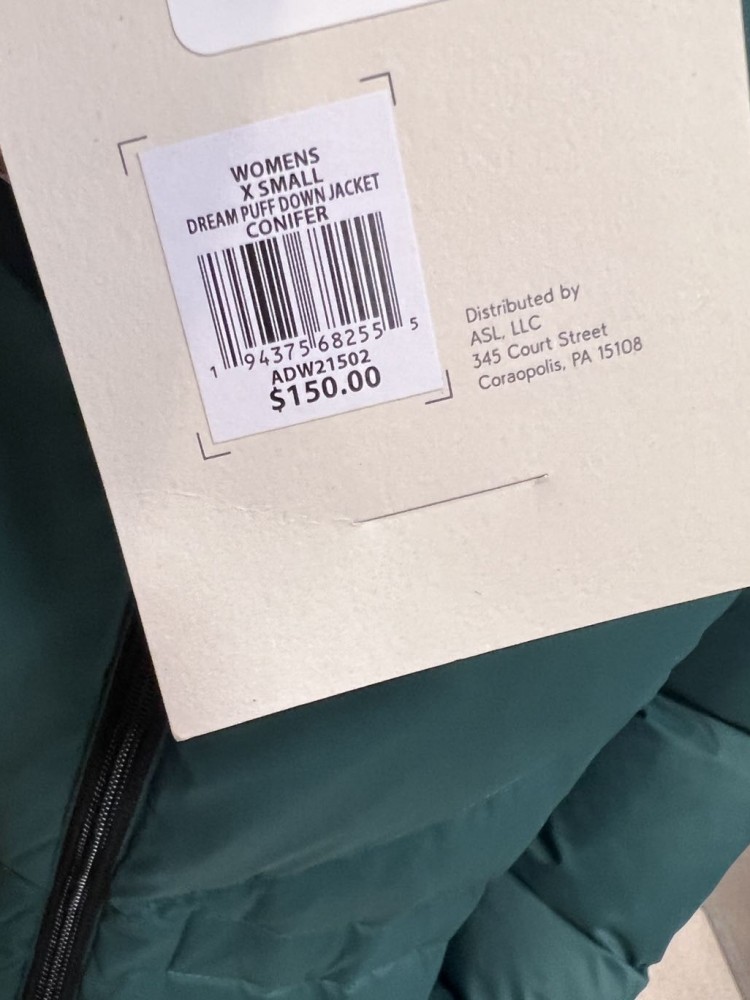 WOMENS
X SMALL
DREAM PUFF DOWN JACKET
CONIFER
1 94375 68255 5
ADW21502
$150.00
Distributed by
ASL, LLC
345 Court Street
Coraopolis, PA 15108